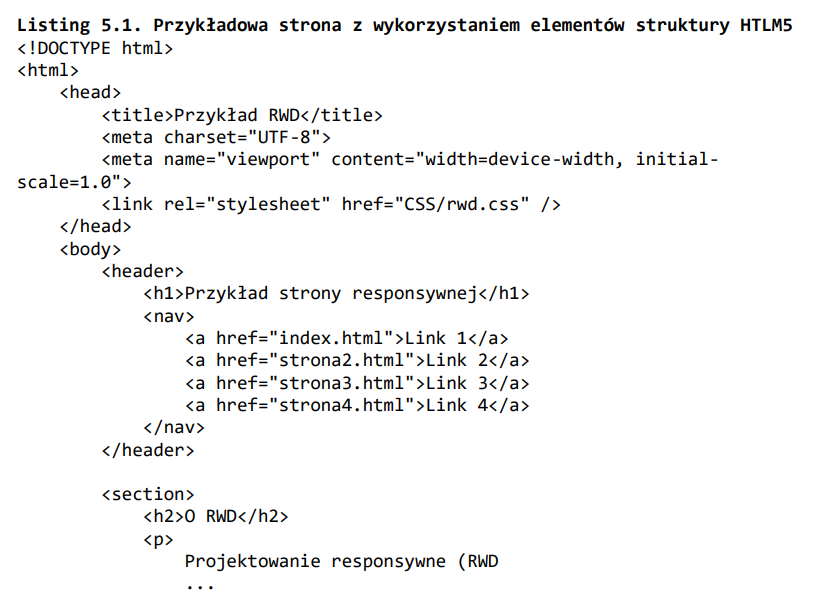 Listing 5.1. Przykładowa strona z wykorzystaniem elementów struktury HTLM5
<!DOCTYPE html>
<html>
    <head>
        <title>Przykład RWD</title>
        <meta charset="UTF-8">
        <meta name="viewport" content="width=device-width, initial-
scale=1.0">
        <link rel="stylesheet" href="CSS/rwd.css" />
    </head>
    <body>
        <header>
            <h1>Przykład strony responsywnej</h1>
            <nav>
                <a href="index.html">Link 1</a>
                <a href="strona2.html">Link 2</a>
                <a href="strona3.html">Link 3</a>
                <a href="strona4.html">Link 4</a>
            </nav>
        </header>

        <section>
            <h2>O RWD</h2>
            <p>
                Projektowanie responsywne (RWD
                ...